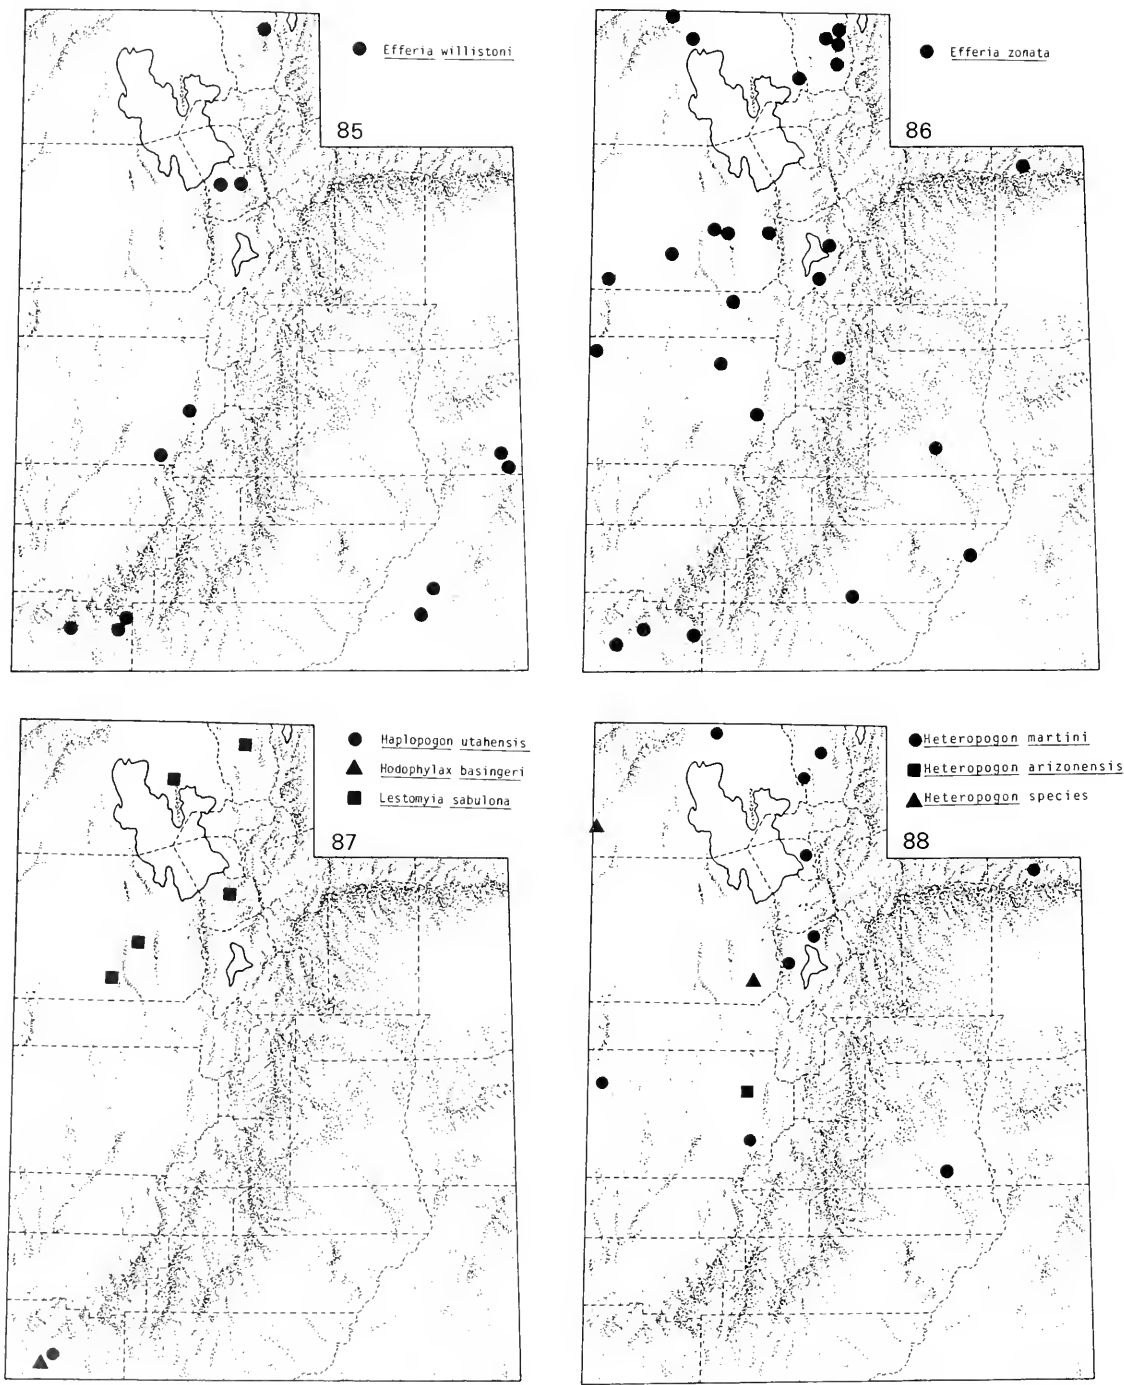 Efferia willistoni
85
Efferia zonata
86
Haplopogon utahensis
Hodophylax basingeri
Lestomyia sabulona
87
Heteropogon martini
Heteropogon arizonensis
Heteropogon species
88